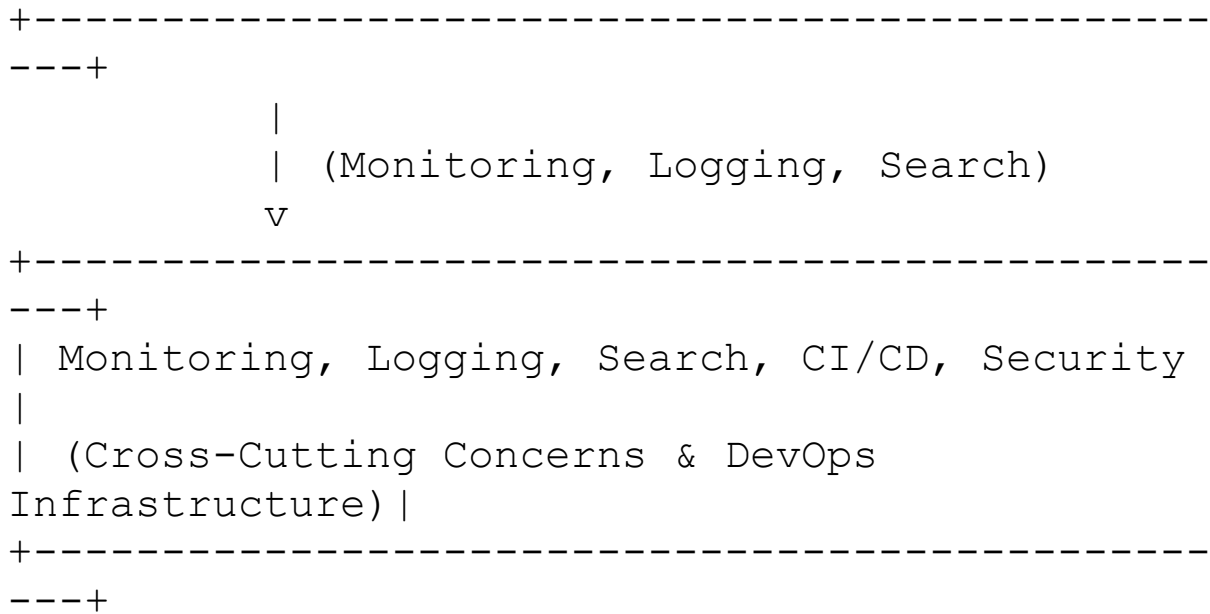 +----------------------------------------------
---+
|
| (Monitoring, Logging, Search)
v
+----------------------------------------------
---+
| Monitoring, Logging, Search, CI/CD, Security
|
| (Cross-Cutting Concerns & DevOps
Infrastructure)|
+----------------------------------------------
---+